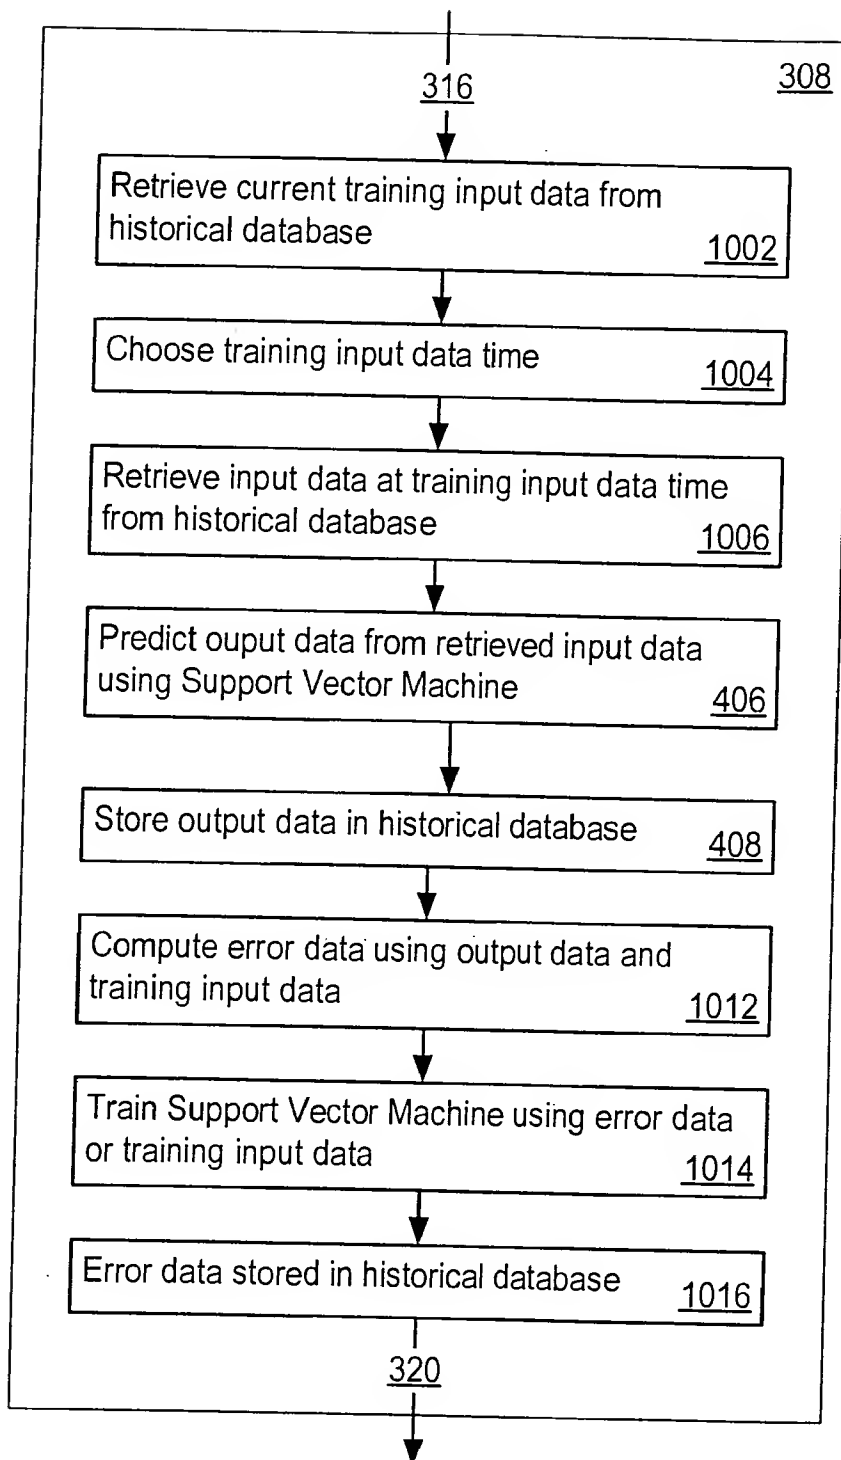 316
308
Retrieve current training input data from
historical database
1002
Choose training input data time
1004
Retrieve input data at training input data time
from historical database
1006
Predict ouput data from retrieved input data
using Support Vector Machine
406
Store output data in historical database
408
Compute error data using output data and
training input data
1012
Train Support Vector Machine using error data
or training input data
1014
Error data stored in historical database
1016
320